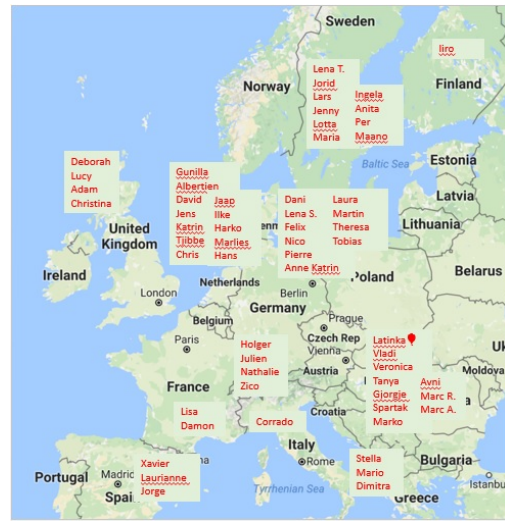 Sweden
Iiro
Norway
Finland
Lena T.
Jorid
Lars
Jenny
Lotta
Maria
Ingela
Anita
Per
Maano
Baltic Sea
Estonia
Latvia
Lithuania
Deborah
Lucy
Adam
Christina
United
Kingdom
Ireland
London
Gunilla
Albertien
David
Jens
Katrin
Tjibbe
Chris
Jaap
Ilke
Harko
Marlies
Hans
Dani
Lena S.
Felix
Nico
Pierre
Anne Katrin
Laura
Martin
Theresa
Tobias
Netherlands
Berlin
Poland
Belarus
Germany
Belgium
Prague
Czech Rep
Paris
Vienna
Austria
France
Holger
Julien
Nathalie
Zico
Latinka
Vladi
Veronica
Tanya
Gjorgje
Spartak
Marko
Avni
Marc R.
Marc A.
Uk
Moldova
a
Croatia
Lisa
Damon
Corrado
Italy
Rome
Tyrrhenian Sea
Stella
Mario
Dimitra
Bulgaria
Istanbu
Greece
Portugal
Madrid
Spai
Xavier
Laurianne
Jorge